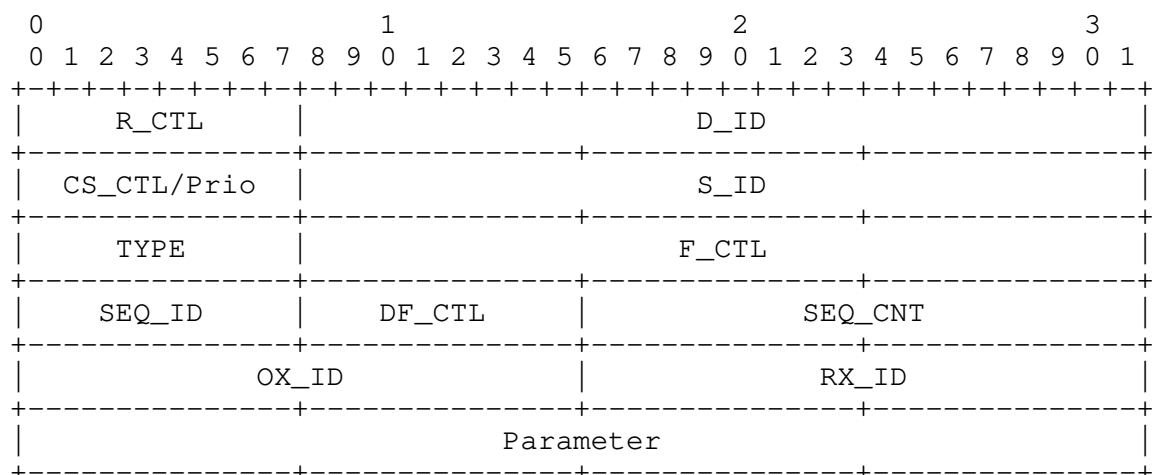 0                   1                   2                   3
0 1 2 3 4 5 6 7 8 9 0 1 2 3 4 5 6 7 8 9 0 1 2 3 4 5 6 7 8 9 0 1
+-+-+-+-+-+-+-+-+-+-+-+-+-+-+-+-+-+-+-+-+-+-+-+-+-+-+-+-+-+-+-+-+
|     R_CTL     |                      D_ID                     |
+---------------+---------------+---------------+---------------+
|  CS_CTL/Prio  |                      S_ID                     |
+---------------+---------------+---------------+---------------+
|     TYPE      |                     F_CTL                     |
+---------------+---------------+---------------+---------------+
|    SEQ_ID     |    DF_CTL     |            SEQ_CNT            |
+---------------+---------------+---------------+---------------+
|             OX_ID             |             RX_ID             |
+---------------+---------------+---------------+---------------+
|                           Parameter                           |
+---------------+---------------+---------------+---------------+